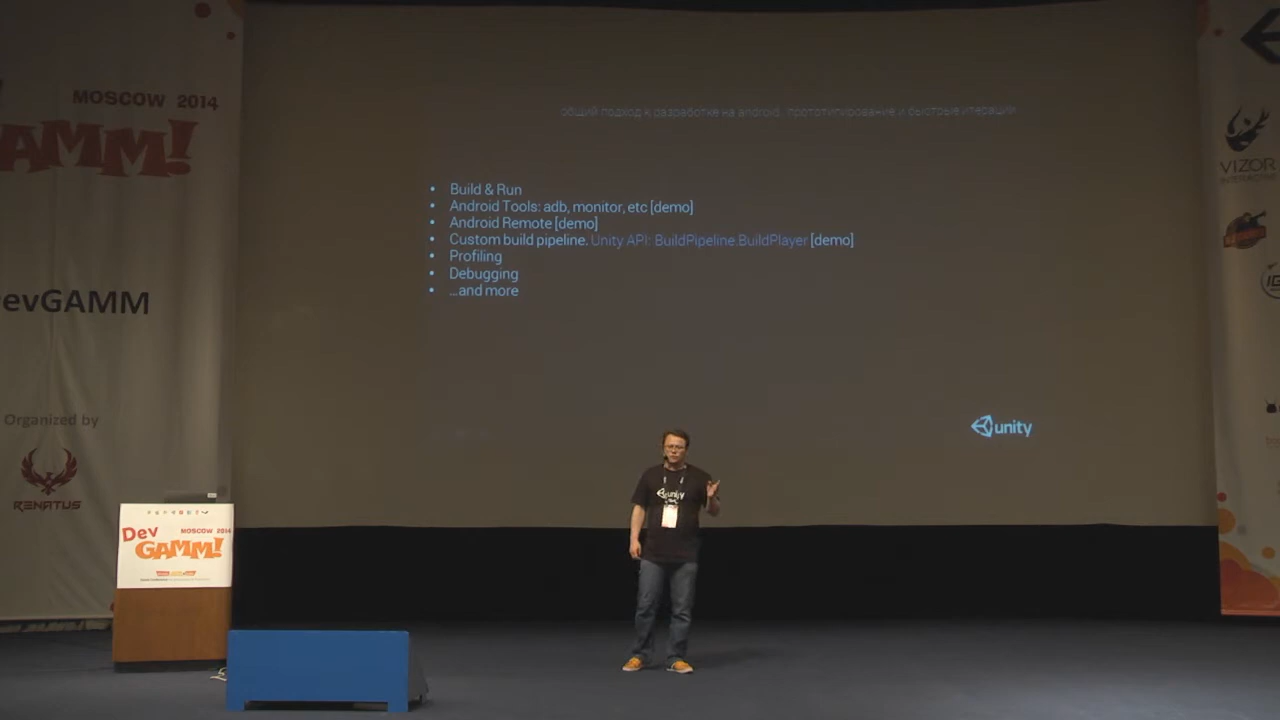 MOSCOW 2014
AMM!
общий подход к разработке на android, прототипирование и быстрые итерации
• Build & Run
• Android Tools: adb, monitor, etc [demo]
• Android Remote [demo]
• Custom build pipeline. Unity API: BuildPipeline.BuildPlayer [demo]
• Profiling
• Debugging
• ...and more
evGAMM
Organized by
RENATUS
unity
unity
Dev
MOSCOW 2014
GAMM!
VIZOR
INTERACTIVE